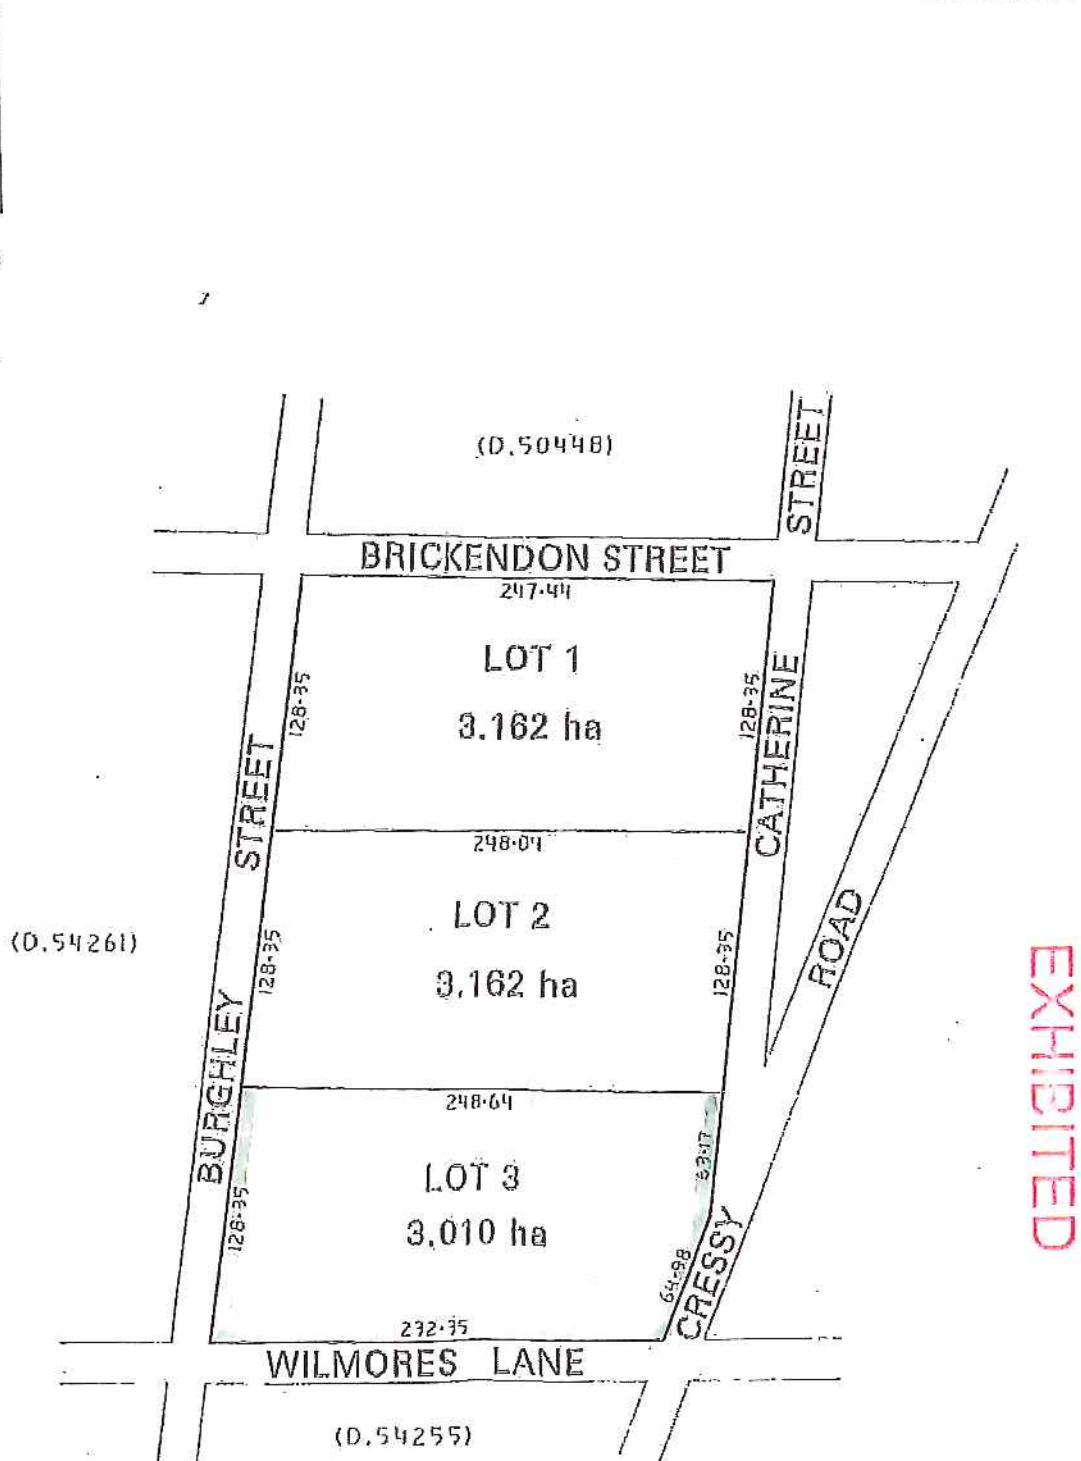 (D.50448)
STREET
BRICKENDON STREET
247·44
LOT 1
3.162 ha
128·35
128·35
CATHERINE
STREET
248·04
LOT 2
3.162 ha
128·35
128·35
ROAD
(D.54261)
BURGHLEY
EXHIBITED
248·64
LOT 3
3.010 ha
128·35
63·17
64·98
CRESSY
232·35
WILMORES LANE
(D.54255)